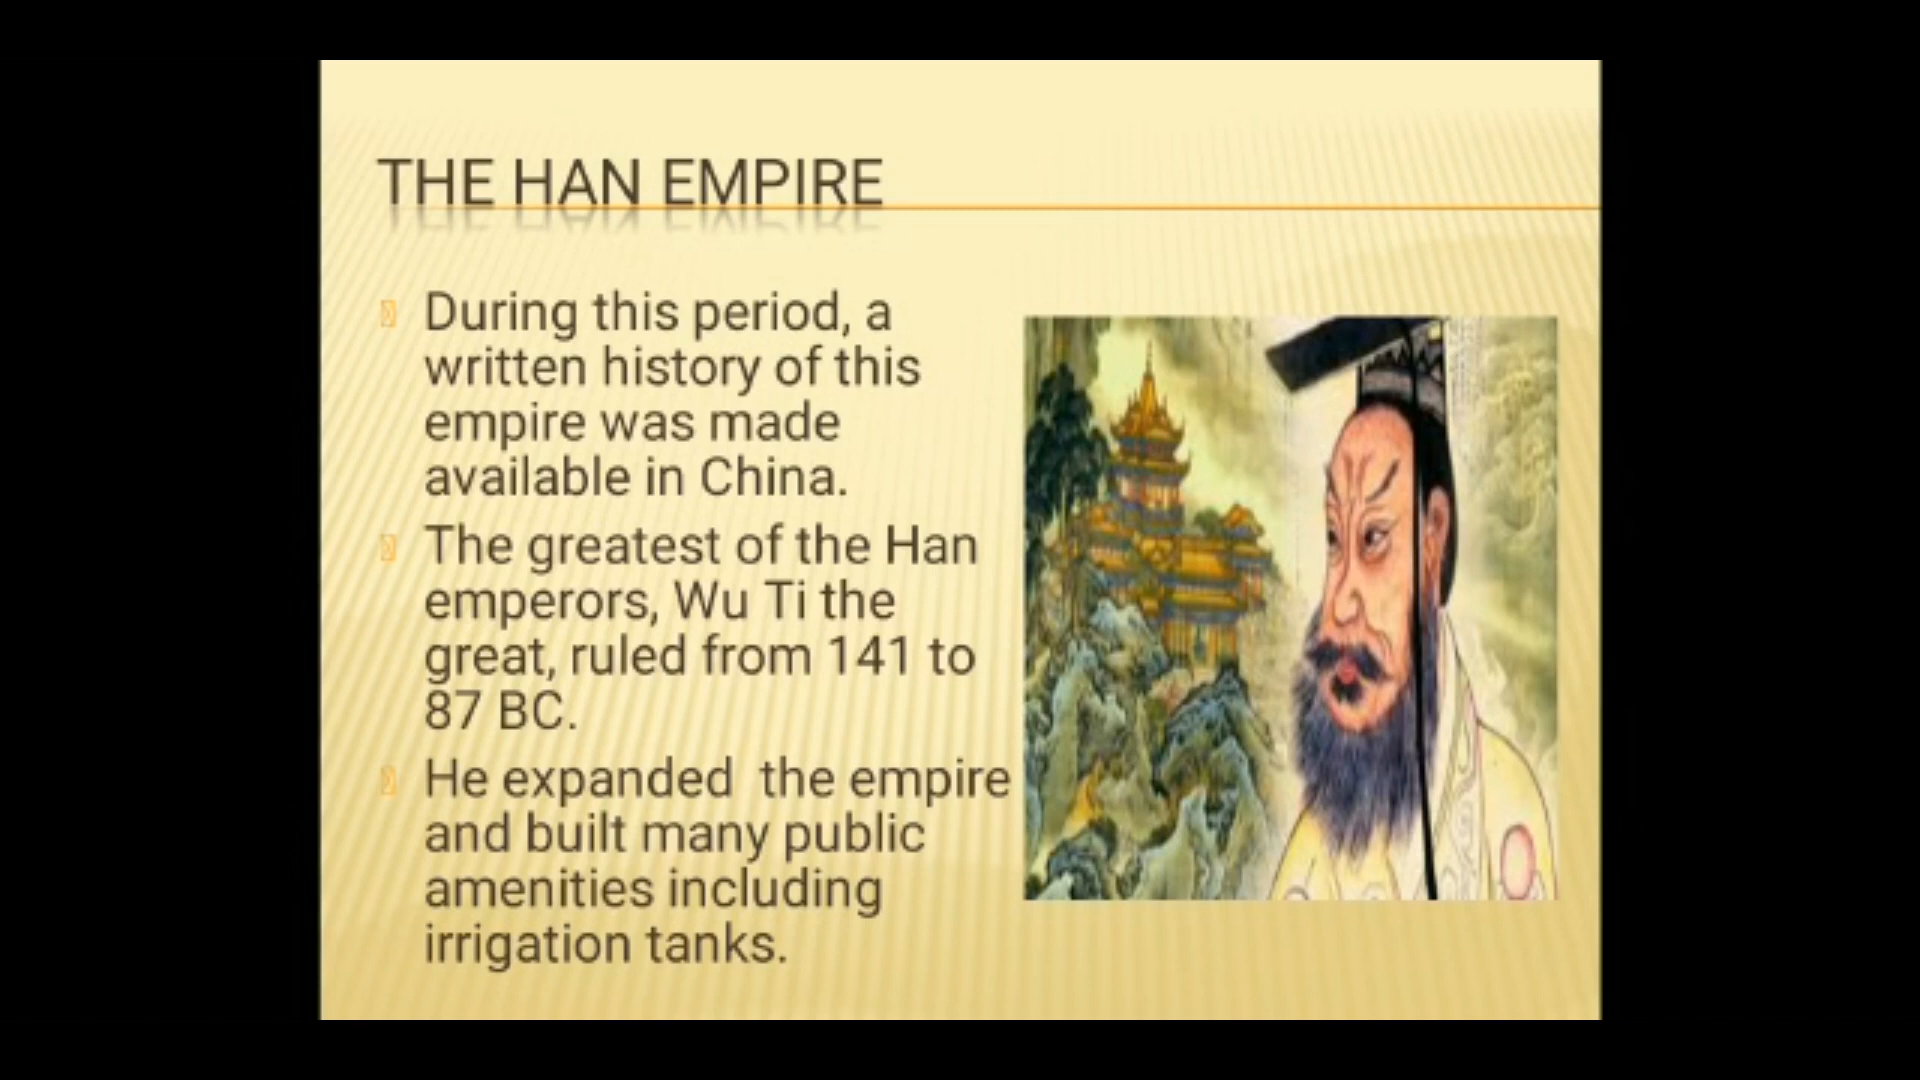 THE HAN EMPIRE
During this period, a
written history of this
empire was made
available in China.
The greatest of the Han
emperors, Wu Ti the
great, ruled from 141 to
87 BC.
He expanded  the empire
and built many public
amenities including
irrigation tanks.